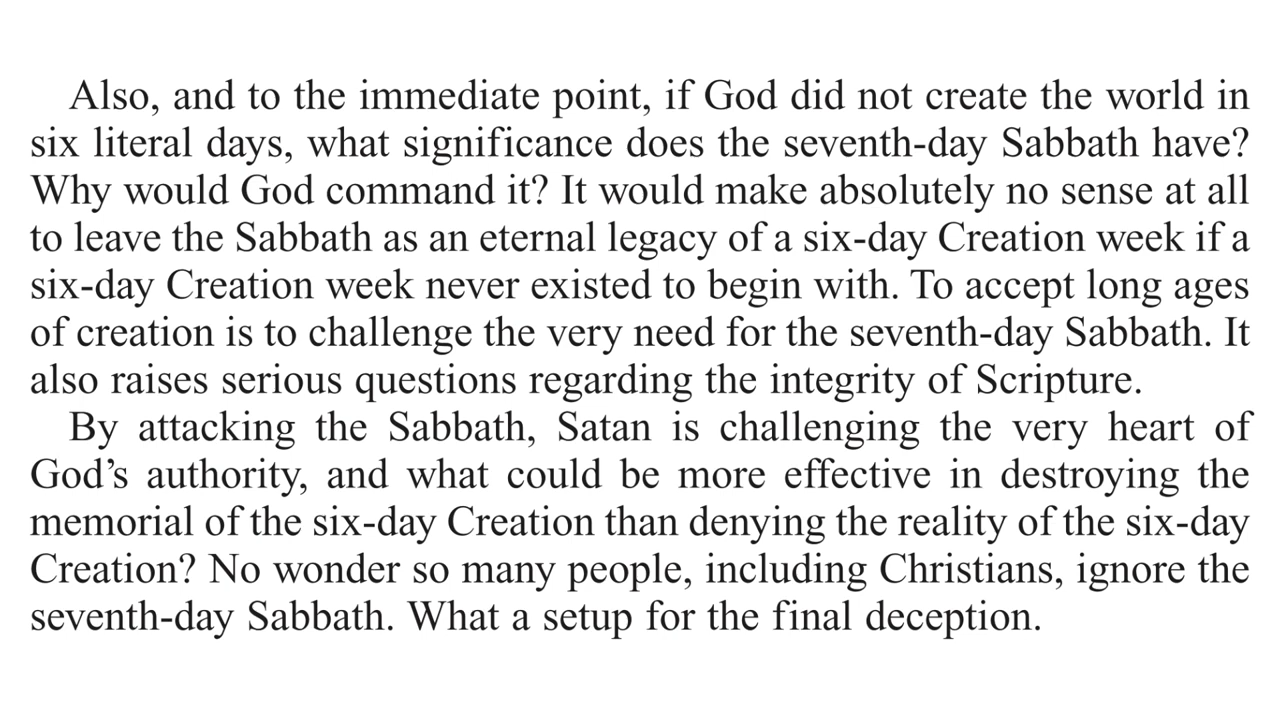 Also, and to the immediate point, if God did not create the world in
six literal days, what significance does the seventh-day Sabbath have?
Why would God command it? It would make absolutely no sense at all
to leave the Sabbath as an eternal legacy of a six-day Creation week if a
six-day Creation week never existed to begin with. To accept long ages
of creation is to challenge the very need for the seventh-day Sabbath. It
also raises serious questions regarding the integrity of Scripture.
By attacking the Sabbath, Satan is challenging the very heart of
God’s authority, and what could be more effective in destroying the
memorial of the six-day Creation than denying the reality of the six-day
Creation? No wonder so many people, including Christians, ignore the
seventh-day Sabbath. What a setup for the final deception.